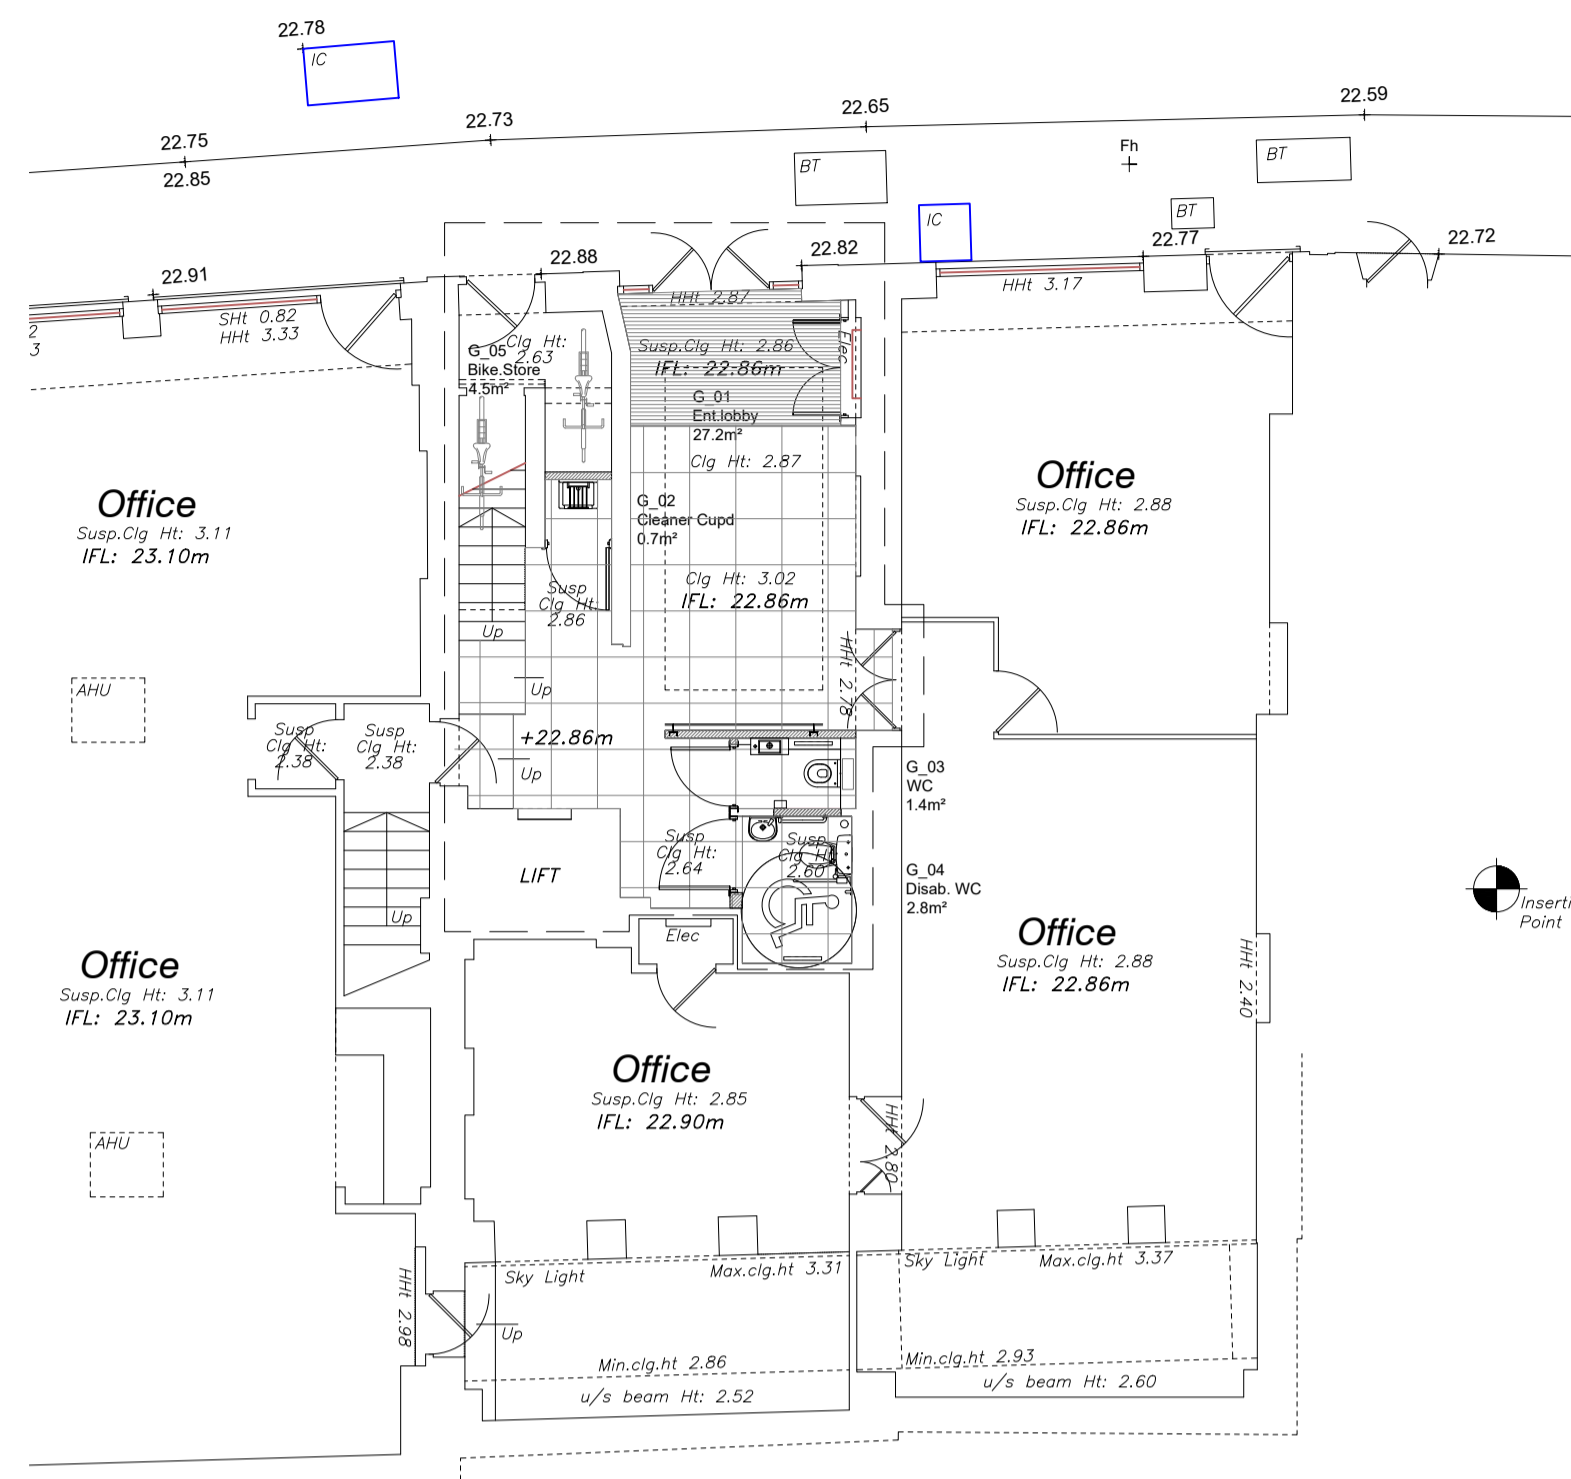 22.78
IC
22.75
22.85
22.73
22.65
22.59
BT
Fh
BT
IC
BT
22.91
22.88
22.82
22.77
22.72
2
3
SHt 0.82
HHt 3.33
HHt 2.87
HHt 3.17
G_05
Bike.Store
4.5m²
Clg Ht:
2.63
Susp.Clg Ht: 2.86
IFL: 22.86m
Elec
G_01
Ent.lobby
27.2m²
Clg Ht: 2.87
Office
Susp.Clg Ht: 3.11
IFL: 23.10m
G_02
Cleaner Cupd
0.7m²
Office
Susp.Clg Ht: 2.88
IFL: 22.86m
Susp
Clg Ht:
2.86
Clg Ht: 3.02
IFL: 22.86m
Up
HHt 2.78
Up
AHU
Susp
Clg Ht:
2.38
Susp
Clg Ht:
2.38
+22.86m
Up
G_03
WC
1.4m²
Susp
Clg Ht:
2.64
Susp
Clg Ht
2.60
LIFT
G_04
Disab. WC
2.8m²
Up
Elec
Inserti
Point
Office
Susp.Clg Ht: 3.11
IFL: 23.10m
Office
Susp.Clg Ht: 2.88
IFL: 22.86m
HHt 2.40
Office
Susp.Clg Ht: 2.85
IFL: 22.90m
AHU
HHt 2.80
Sky Light
Max.clg.ht 3.31
Sky Light
Max.clg.ht 3.37
HHt 2.98
Up
Min.clg.ht 2.86
Min.clg.ht 2.93
u/s beam Ht: 2.52
u/s beam Ht: 2.60